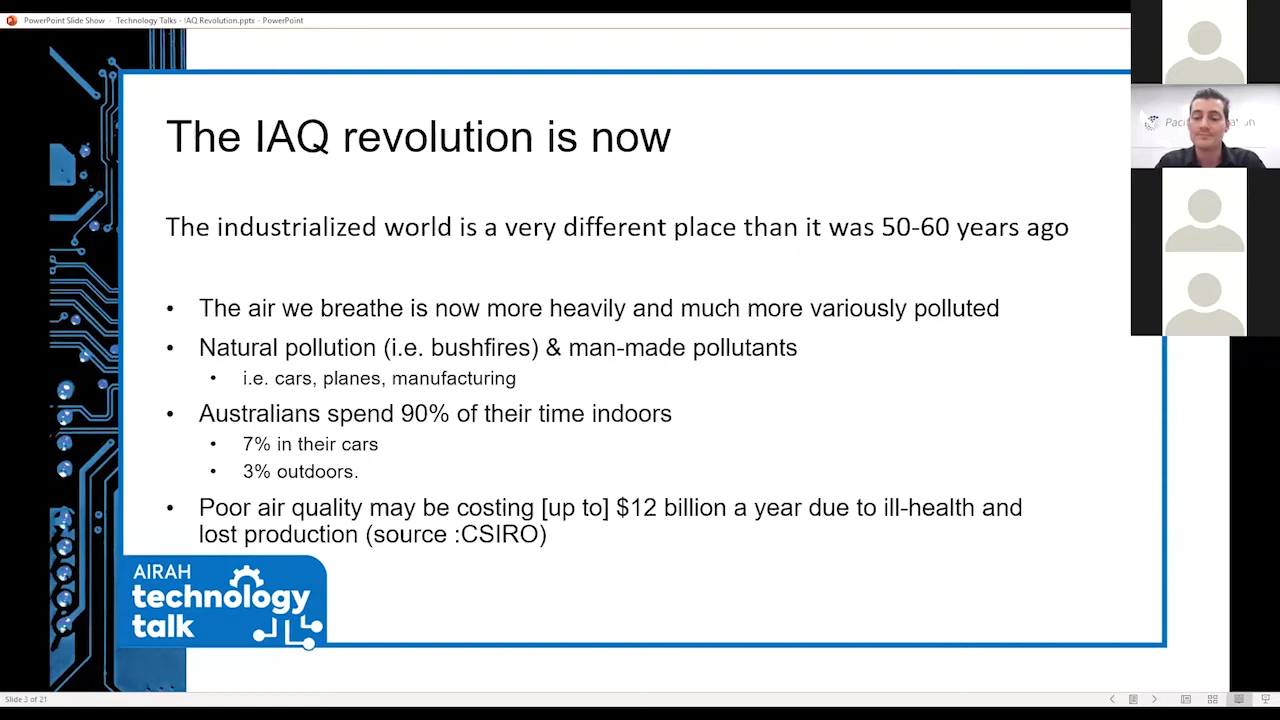 PowerPoint Slide Show - Technology Talks - IAQ Revolution.pptx - PowerPoint
The IAQ revolution is now
The industrialized world is a very different place than it was 50-60 years ago
• The air we breathe is now more heavily and much more variously polluted
• Natural pollution (i.e. bushfires) & man-made pollutants
• i.e. cars, planes, manufacturing
• Australians spend 90% of their time indoors
• 7% in their cars
• 3% outdoors.
• Poor air quality may be costing [up to] $12 billion a year due to ill-health and
lost production (source :CSIRO)
AIRAH
technology
talk
Slide 3 of 21